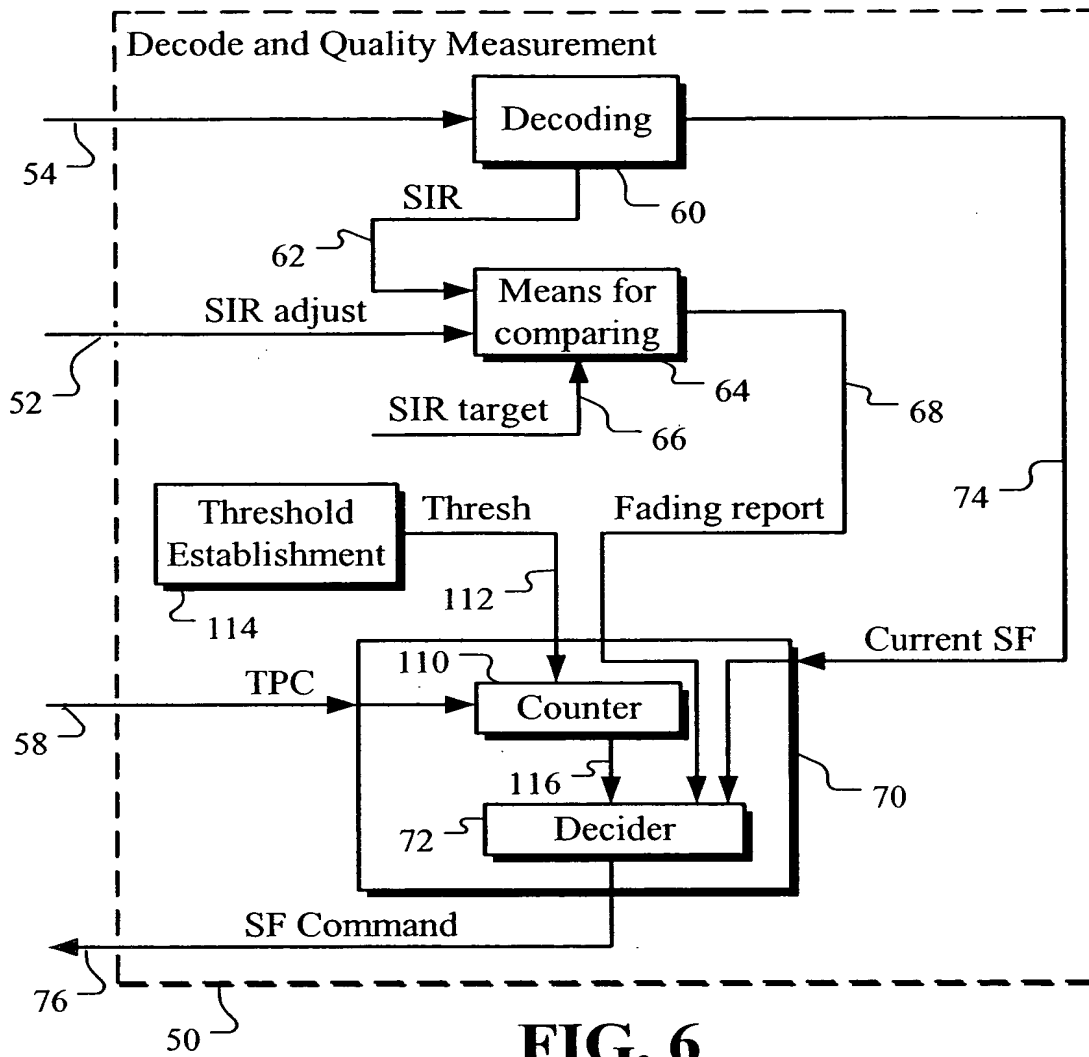 Decode and Quality Measurement
Decoding
54
SIR
60
62
Means for
comparing
SIR adjust
52
64
68
SIR target
66
74
Threshold
Establishment
Thresh
Fading report
112
114
Current SF
110
TPC
Counter
58
116
70
72
Decider
SF Command
76
50
FIG. 6